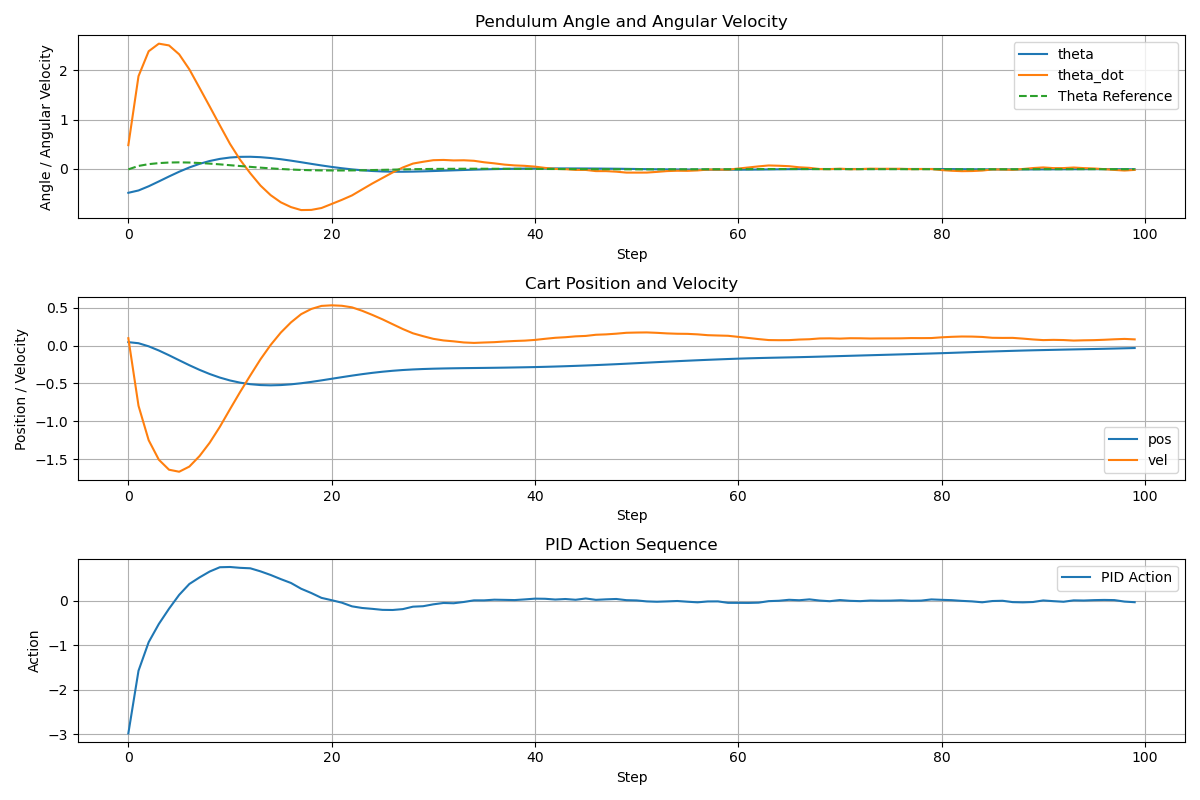 Pendulum Angle and Angular Velocity
Angle / Angular Velocity
2
1
0
theta
theta_dot
Theta Reference
0 20 40 60 80 100
Step
Cart Position and Velocity
Position / Velocity
0.5
0.0
−0.5
−1.0
−1.5
pos
vel
0 20 40 60 80 100
Step
PID Action Sequence
Action
0
−1
−2
−3
PID Action
0 20 40 60 80 100
Step